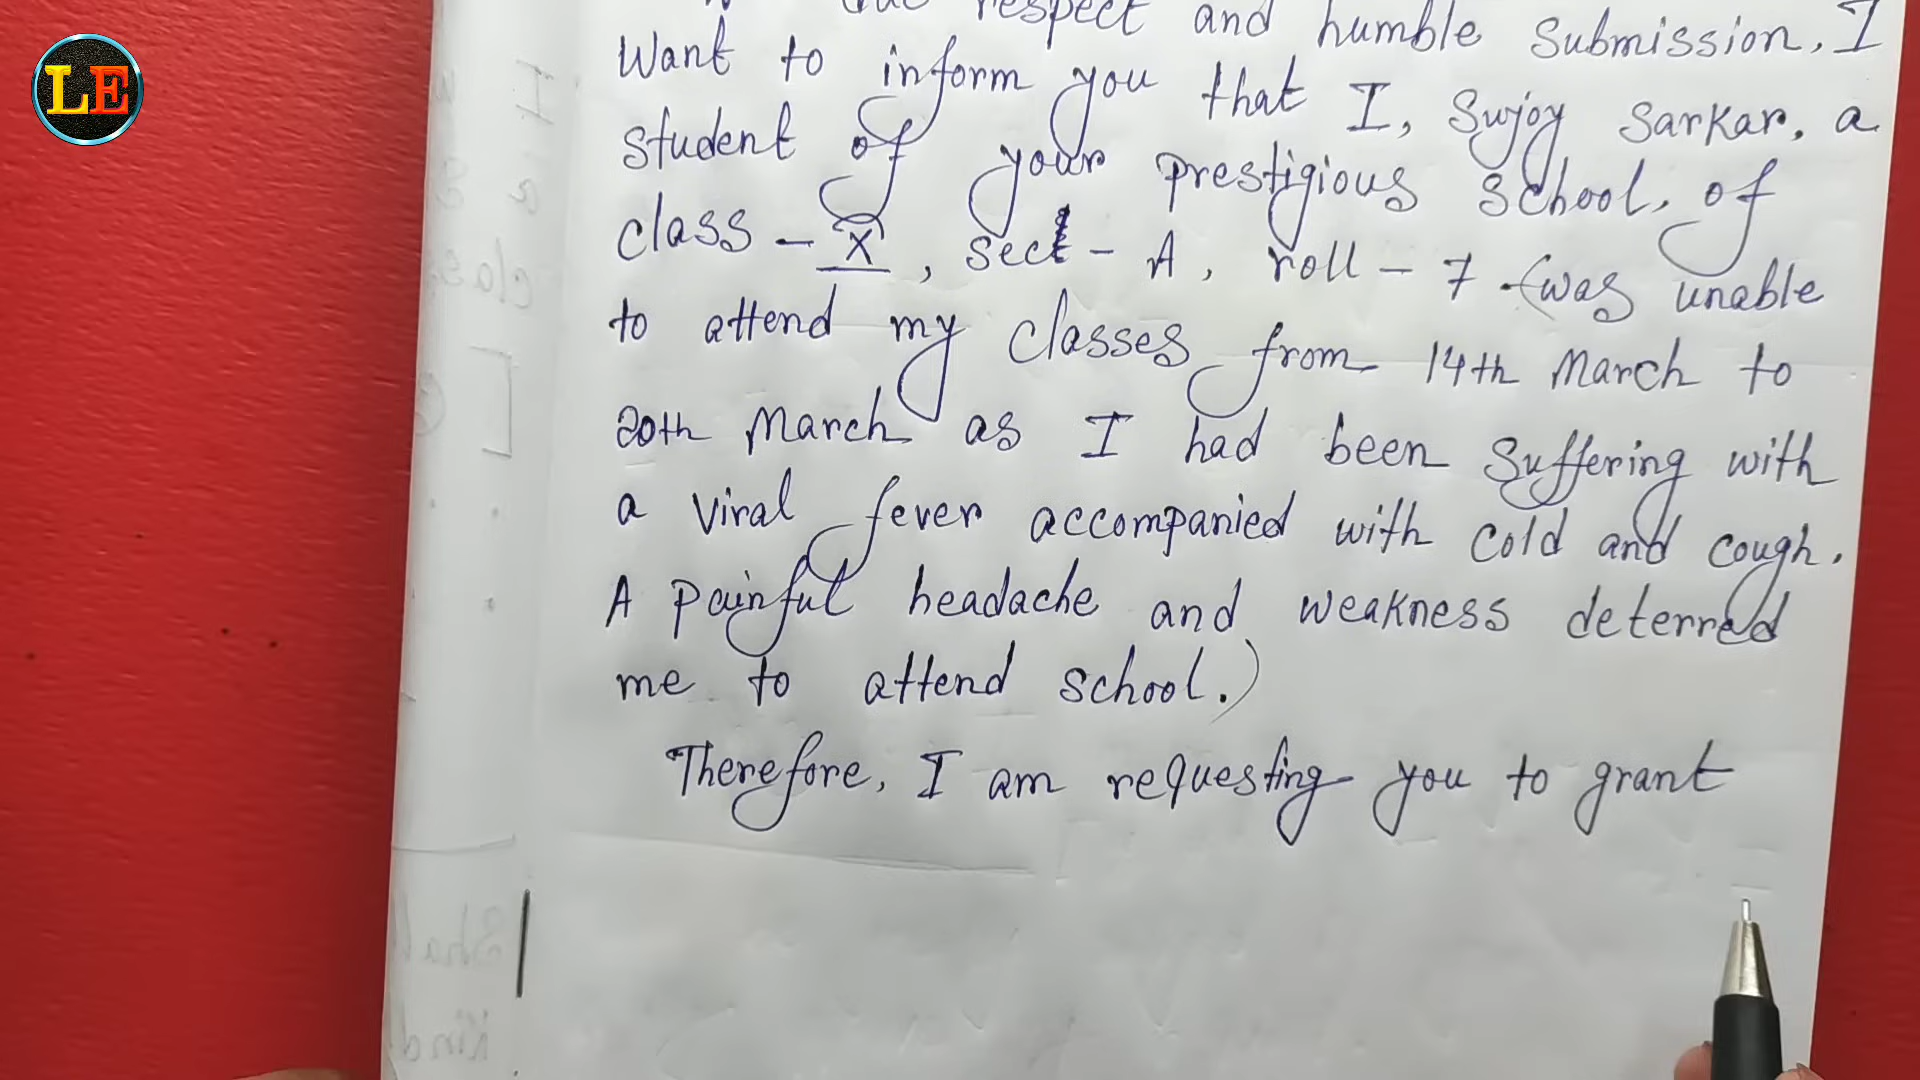 LE
due respect and humble submission, I
want to inform you that I, Sujoy Sarkar, a
student of your prestigious school, of
class - X, sec - A, roll - 7 (was unable
to attend my classes from 14th March to
20th March as I had been suffering with
a viral fever accompanied with cold and cough.
A painful headache and weakness deterred
me to attend school.)
Therefore, I am requesting you to grant